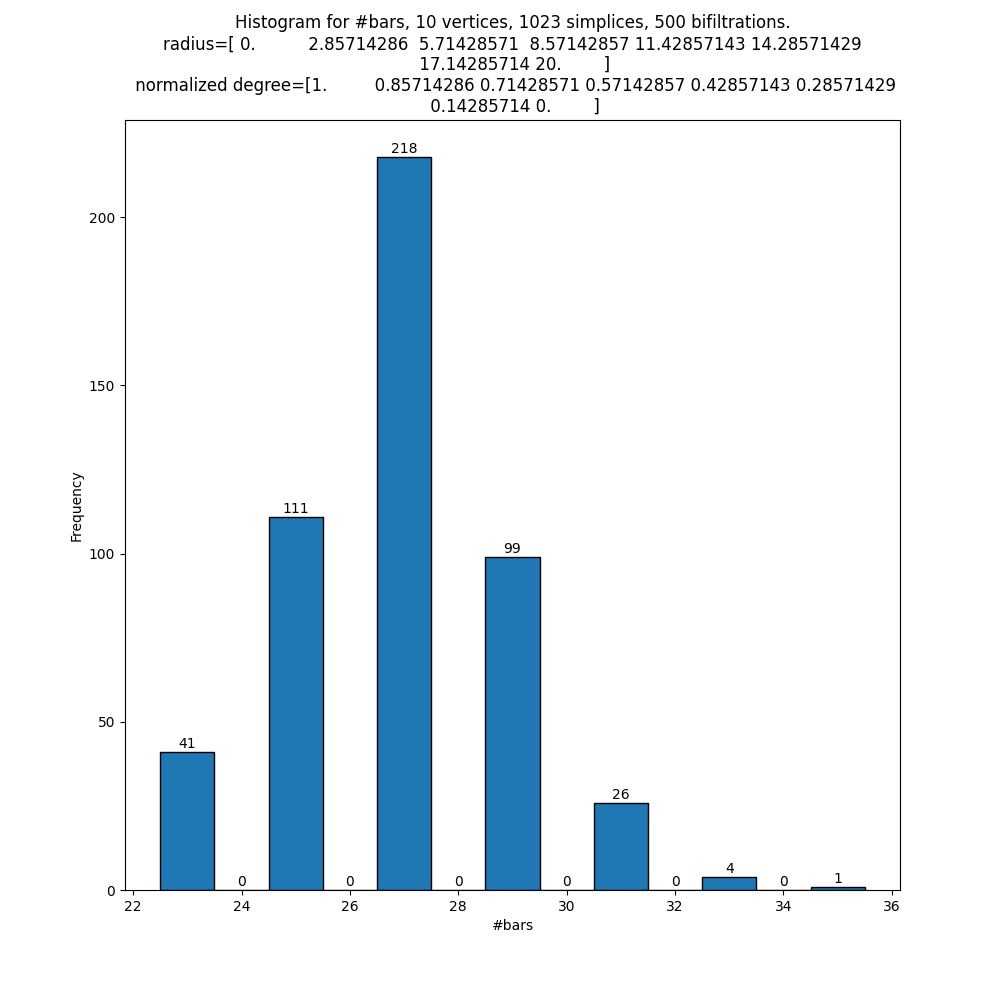 Histogram for #bars, 10 vertices, 1023 simplices, 500 bifiltrations.
radius=[ 0. 2.85714286 5.71428571 8.57142857 11.42857143 14.28571429
17.14285714 20. ]
normalized degree=[1. 0.85714286 0.71428571 0.57142857 0.42857143 0.28571429
0.14285714 0. ]
218
200
150
111
100
99
Frequency
50
41
26
4
1
0
0
0
0
0
0
0
22 24 26 28 30 32 34 36
#bars